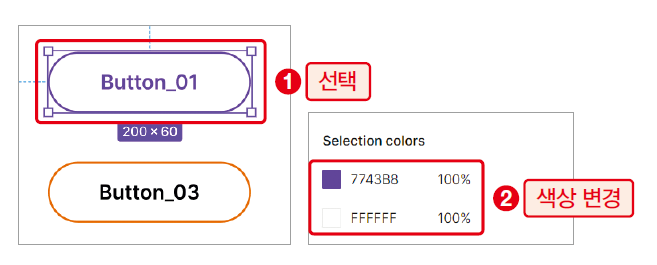 Button_01
1 선택
200 × 60
Button_03
Selection colors
7743B8 100%
FFFFFF 100%
2 색상 변경